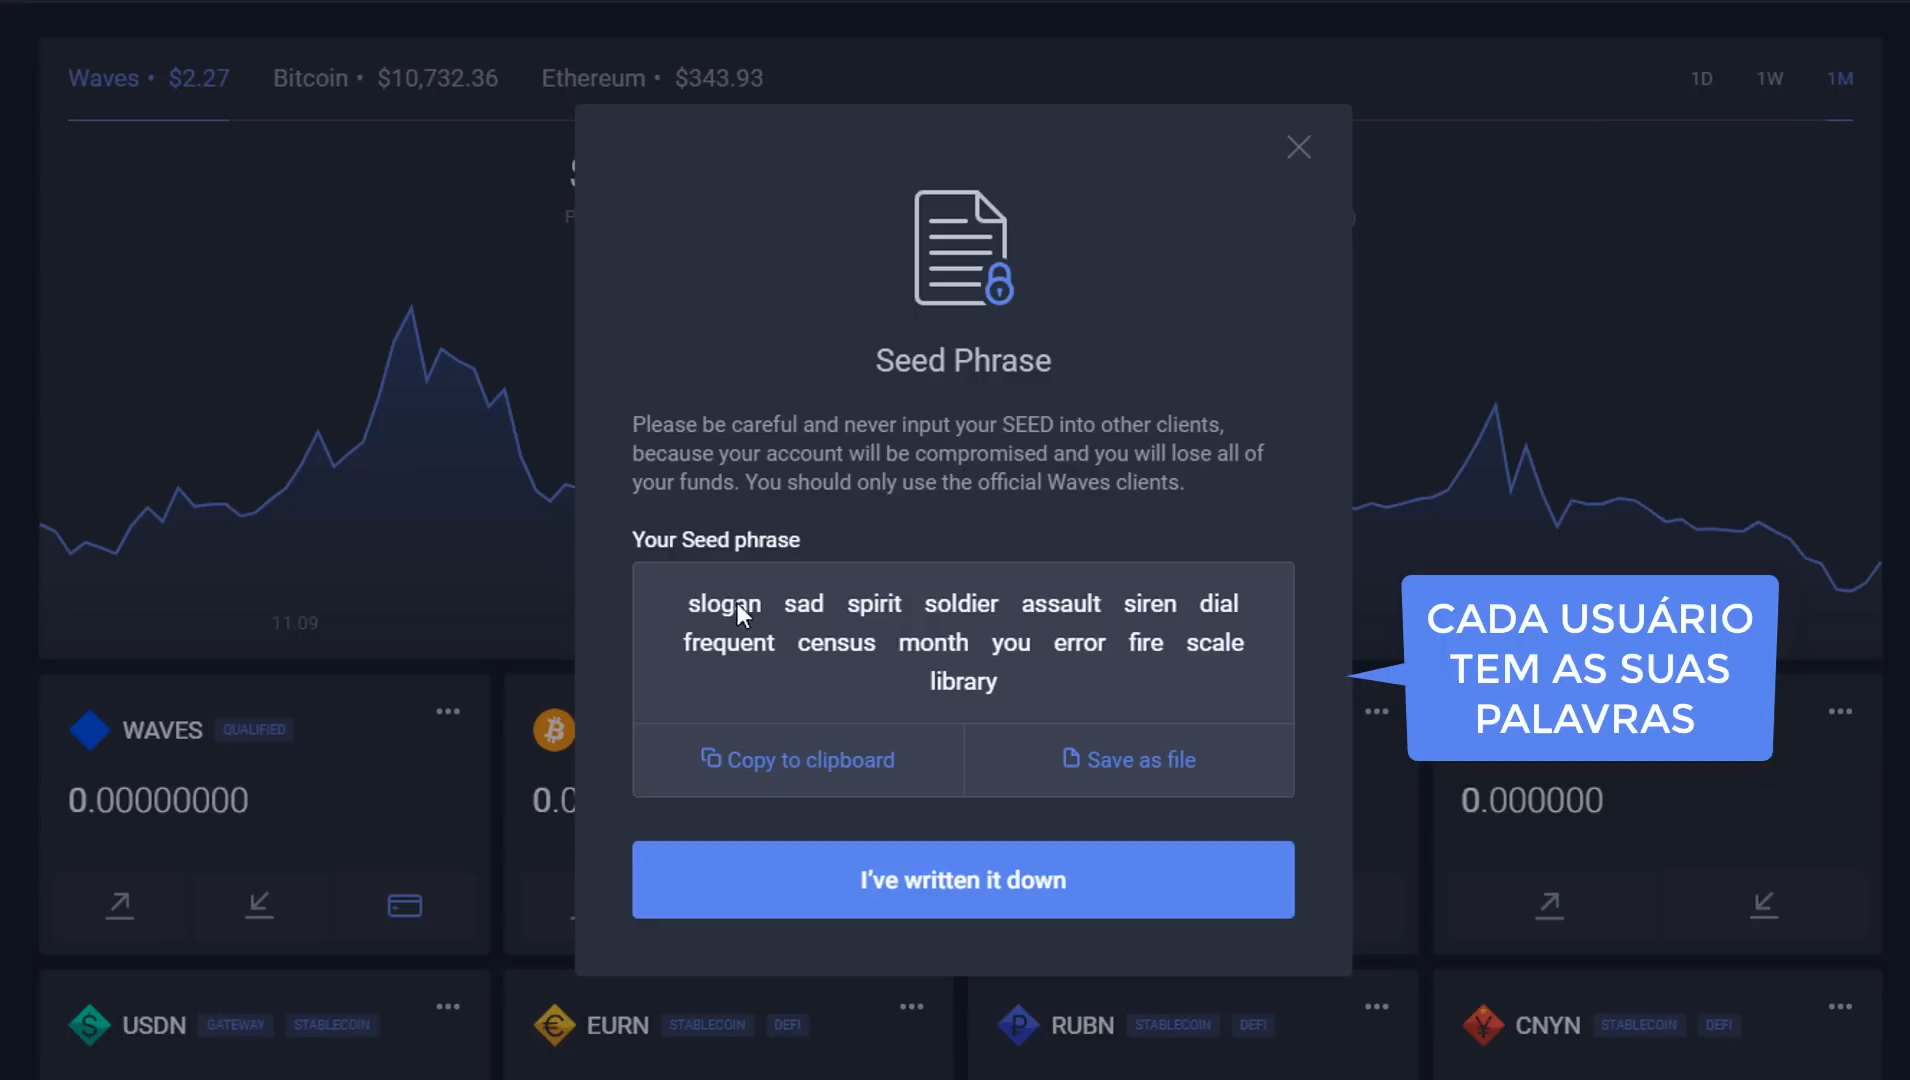 Waves • $2.27 Bitcoin • $10,732.36 Ethereum • $343.93 1D 1W 1M
Seed Phrase
Please be careful and never input your SEED into other clients,
because your account will be compromised and you will lose all of
your funds. You should only use the official Waves clients.
Your Seed phrase
slogan sad spirit soldier assault siren dial
frequent census month you error fire scale
library
Copy to clipboard Save as file
I've written it down
CADA USUÁRIO
TEM AS SUAS
PALAVRAS
11.09
WAVES QUALIFIED
0.00000000
0.0
0.000000
USDN GATEWAY STABLECOIN
EURN STABLECOIN DEFI
RUBN STABLECOIN DEFI
CNYN STABLECOIN DEFI